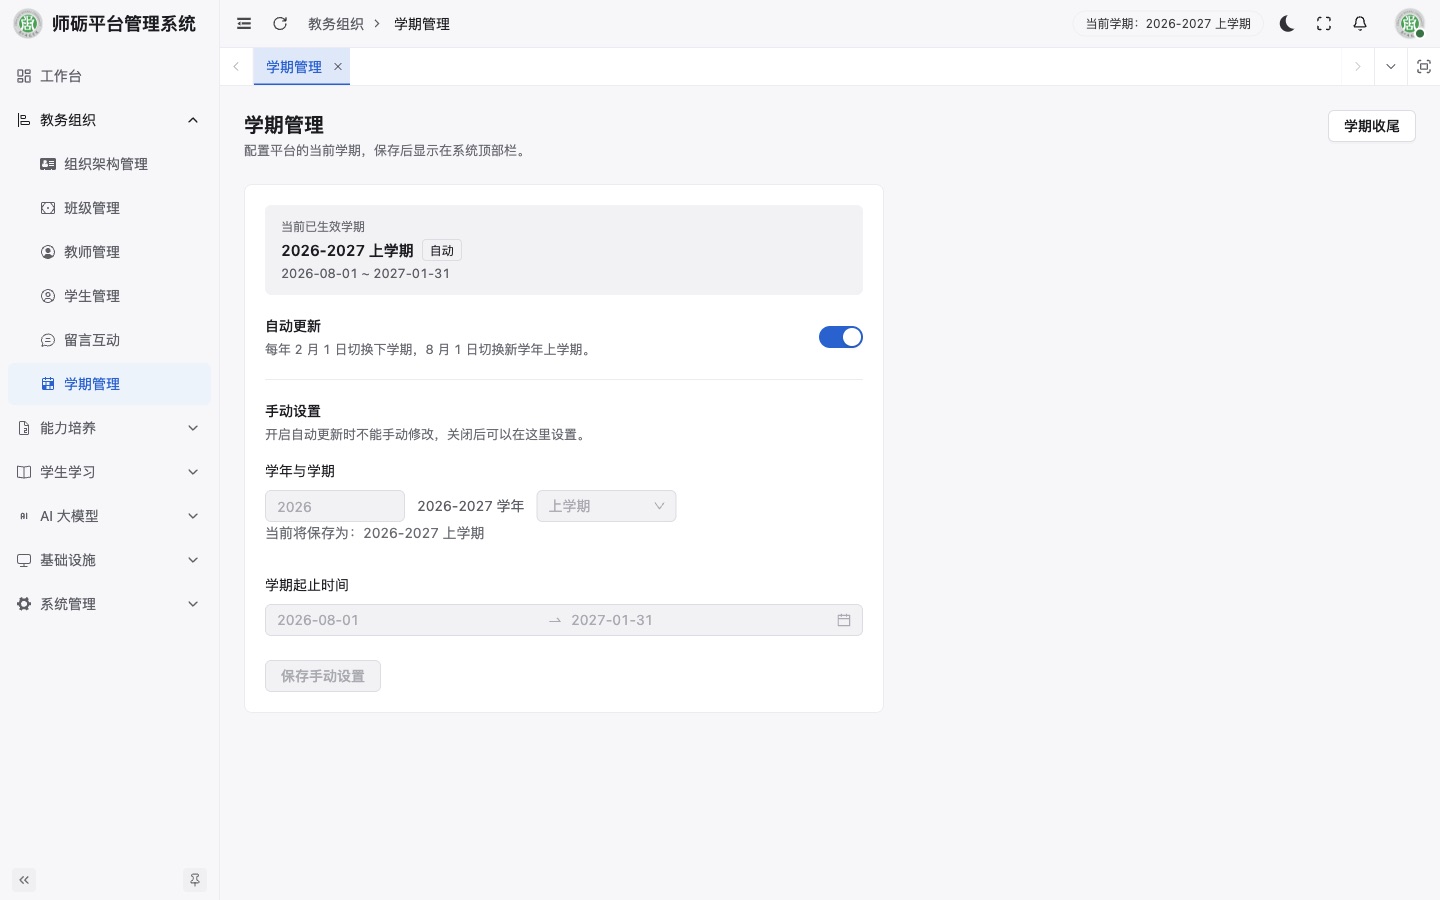 师砺平台管理系统
教务组织 > 学期管理
当前学期：2026-2027 上学期
学期管理 ×
工作台
教务组织
组织架构管理
班级管理
教师管理
学生管理
留言互动
学期管理
能力培养
学生学习
AI AI 大模型
基础设施
系统管理
学期管理
学期收尾
配置平台的当前学期，保存后显示在系统顶部栏。
当前已生效学期
2026-2027 上学期 自动
2026-08-01 ~ 2027-01-31
自动更新
每年 2 月 1 日切换下学期，8 月 1 日切换新学年上学期。
手动设置
开启自动更新时不能手动修改，关闭后可以在这里设置。
学年与学期
2026 2026-2027 学年 上学期
当前将保存为：2026-2027 上学期
学期起止时间
2026-08-01 → 2027-01-31
保存手动设置